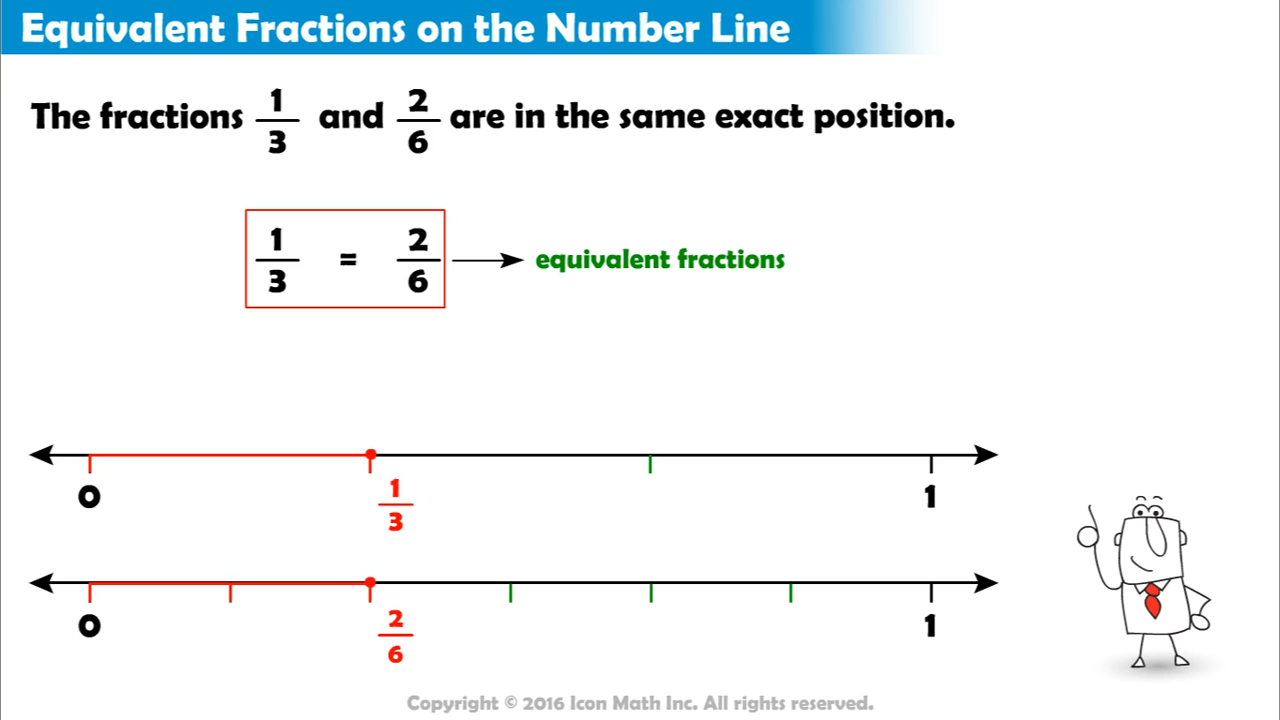 Equivalent Fractions on the Number Line
The fractions 1/3 and 2/6 are in the same exact position.
1/3 = 2/6 equivalent fractions
0 1/3 1
0 2/6 1
Copyright © 2016 Icon Math Inc. All rights reserved.